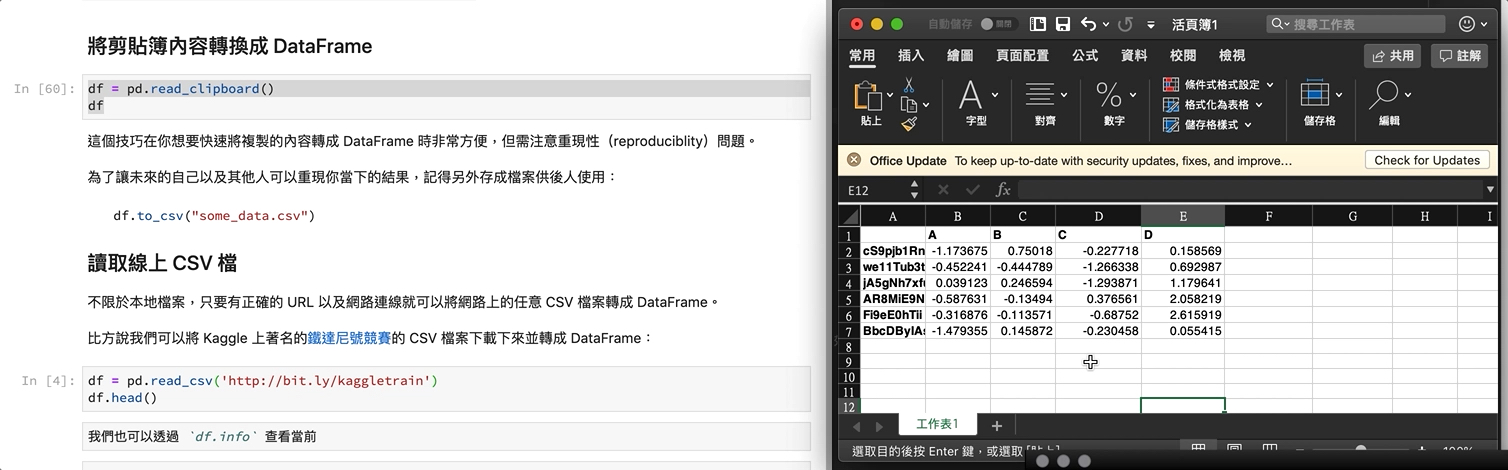 將剪貼簿內容轉換成 DataFrame
In [60]:
df = pd.read_clipboard()
df
這個技巧在你想要快速將複製的內容轉成 DataFrame 時非常方便，但需注意重現性（reproduciblity）問題。
為了讓未來的自己以及其他人可以重現你當下的結果，記得另外存成檔案供後人使用：
df.to_csv("some_data.csv")
讀取線上 CSV 檔
不限於本地檔案，只要有正確的 URL 以及網路連線就可以將網路上的任意 CSV 檔案轉成 DataFrame。
比方說我們可以將 Kaggle 上著名的鐵達尼號競賽的 CSV 檔案下載下來並轉成 DataFrame：
In [4]:
df = pd.read_csv('http://bit.ly/kaggletrain')
df.head()
我們也可以透過 `df.info` 查看當前
自動儲存 關閉 活頁簿1 搜尋工作表
常用 插入 繪圖 頁面配置 公式 資料 校閱 檢視 共用 註解
貼上 字型 對齊 數字 條件式格式設定 格式化為表格 儲存格樣式 儲存格 編輯
Office Update To keep up-to-date with security updates, fixes, and improve… Check for Updates
E12 fx
A B C D E F G H I
1 A B C D
2 cS9pjb1Rn -1.173675 0.75018 -0.227718 0.158569
3 we11Tub3t -0.452241 -0.444789 -1.266338 0.692987
4 jA5gNh7xf 0.039123 0.246594 -1.293871 1.179641
5 AR8MiE9N -0.587631 -0.13494 0.376561 2.058219
6 Fi9eE0hTii -0.316876 -0.113571 -0.68752 2.615919
7 BbcDByIA -1.479355 0.145872 -0.230458 0.055415
8
9
10
11
12
工作表1
選取目的後按 Enter 鍵，或選取 [貼上]